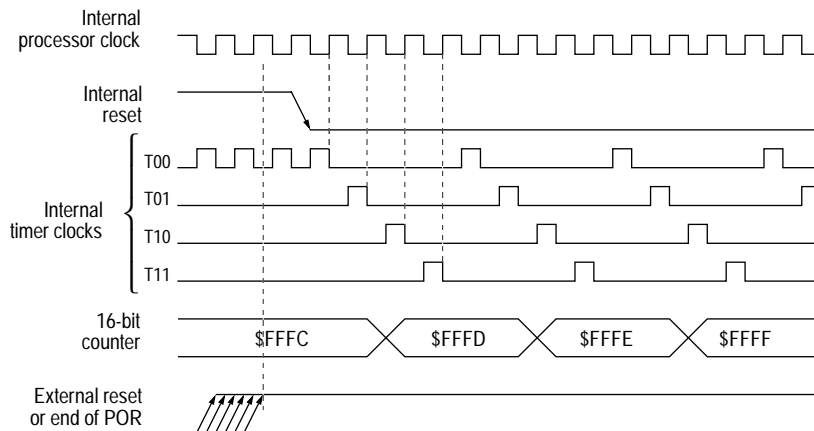 Internal
processor clock
Internal
reset
T00
T01
Internal
timer clocks
T10
T11
16-bit
counter
$FFFC
$FFFD
$FFFE
$FFFF
External reset
or end of POR